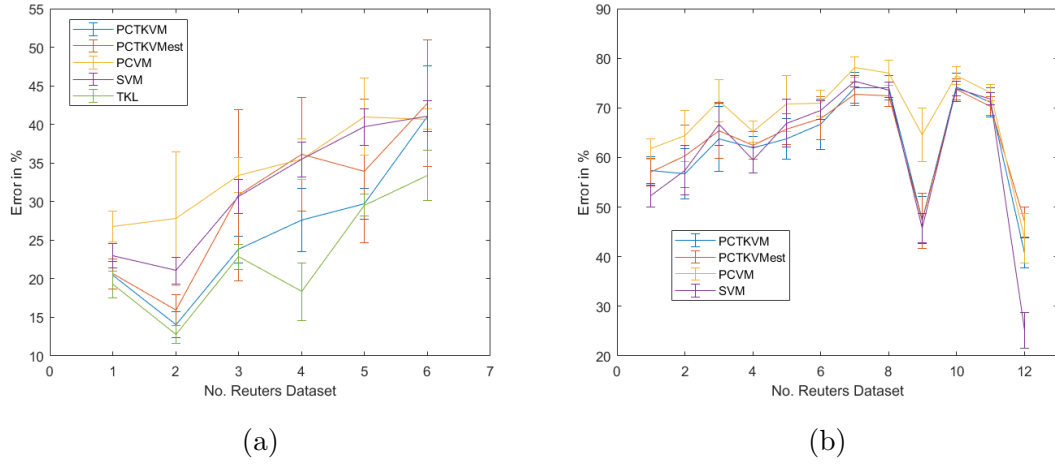 55
50
45
40
35
30
25
20
15
10
Error in %
PCTKVM
PCTKVMest
PCVM
SVM
TKL
0 1 2 3 4 5 6 7
No. Reuters Dataset
(a)
90
80
70
60
50
40
30
20
Error in %
PCTKVM
PCTKVMest
PCVM
SVM
0 2 4 6 8 10 12
No. Reuters Dataset
(b)